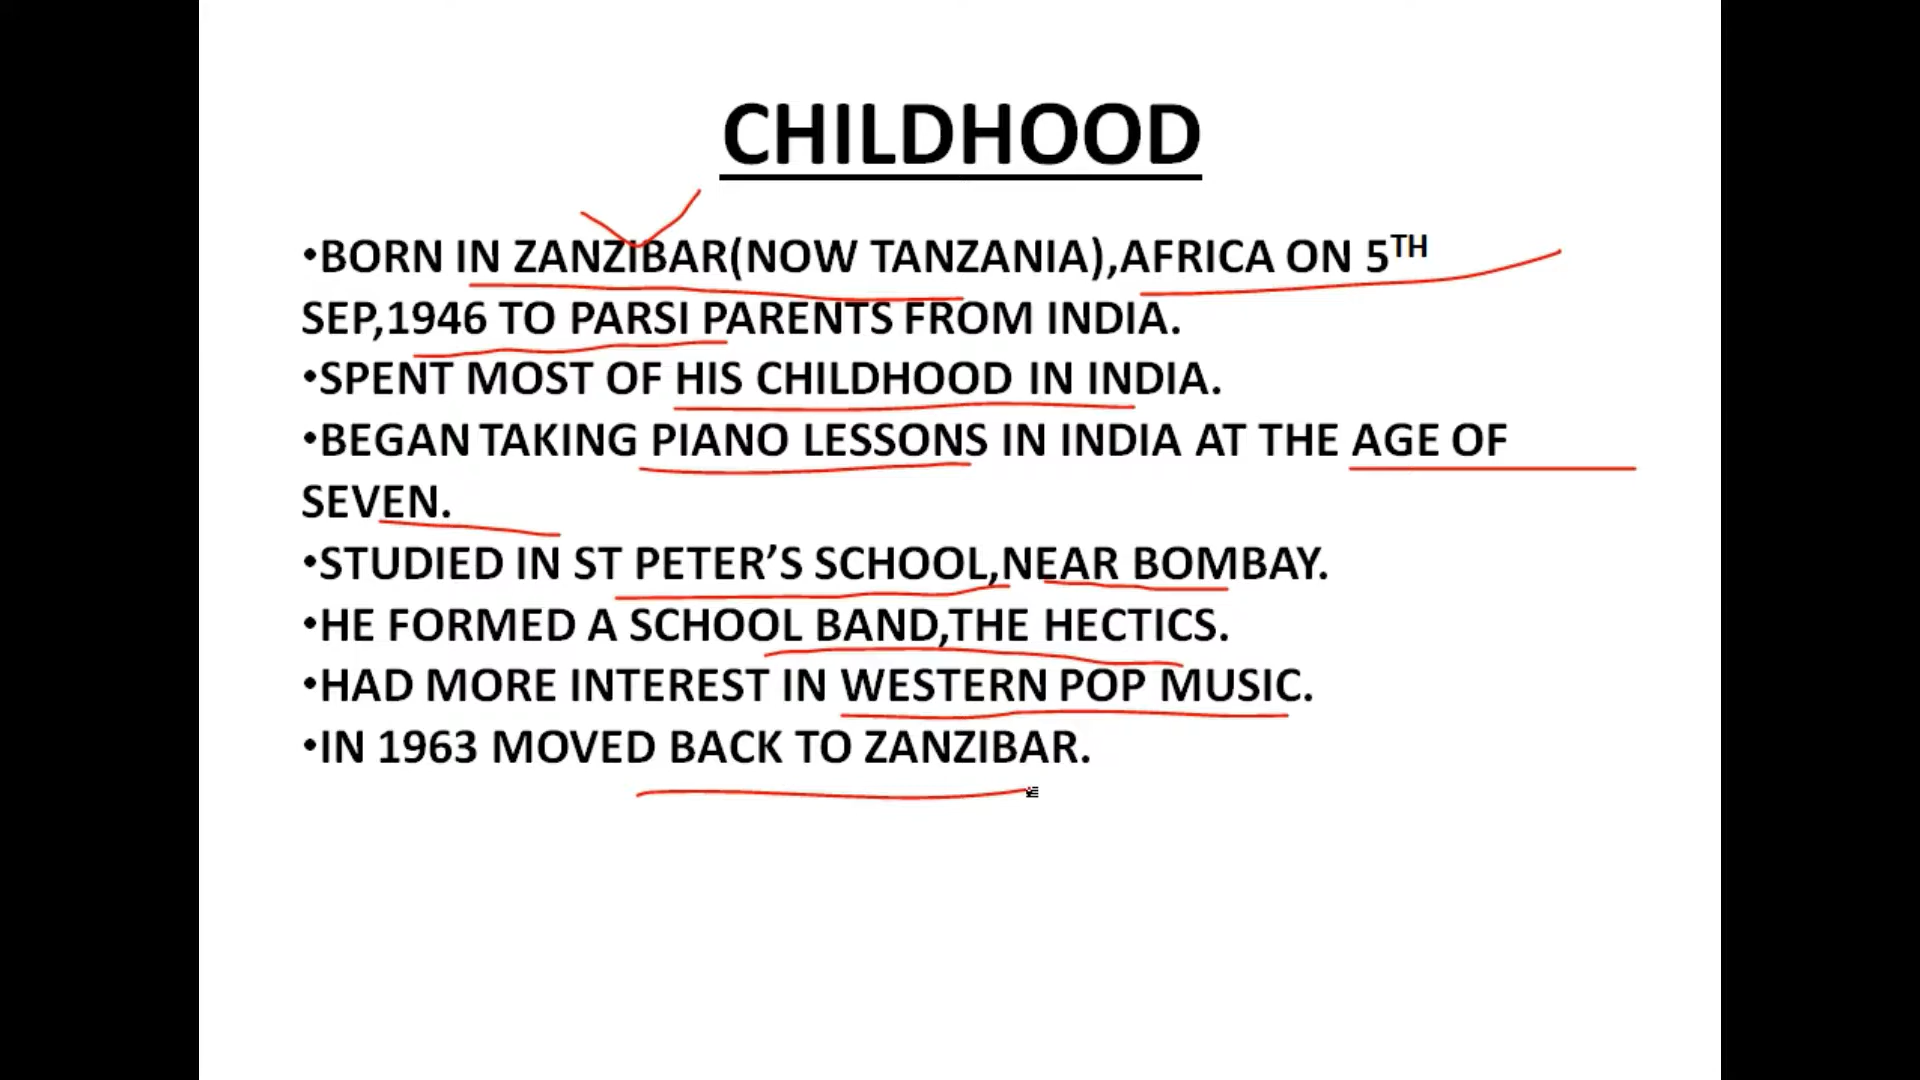 CHILDHOOD
•BORN IN ZANZIBAR(NOW TANZANIA),AFRICA ON 5TH
SEP,1946 TO PARSI PARENTS FROM INDIA.
•SPENT MOST OF HIS CHILDHOOD IN INDIA.
•BEGAN TAKING PIANO LESSONS IN INDIA AT THE AGE OF
SEVEN.
•STUDIED IN ST PETER’S SCHOOL,NEAR BOMBAY.
•HE FORMED A SCHOOL BAND,THE HECTICS.
•HAD MORE INTEREST IN WESTERN POP MUSIC.
•IN 1963 MOVED BACK TO ZANZIBAR.